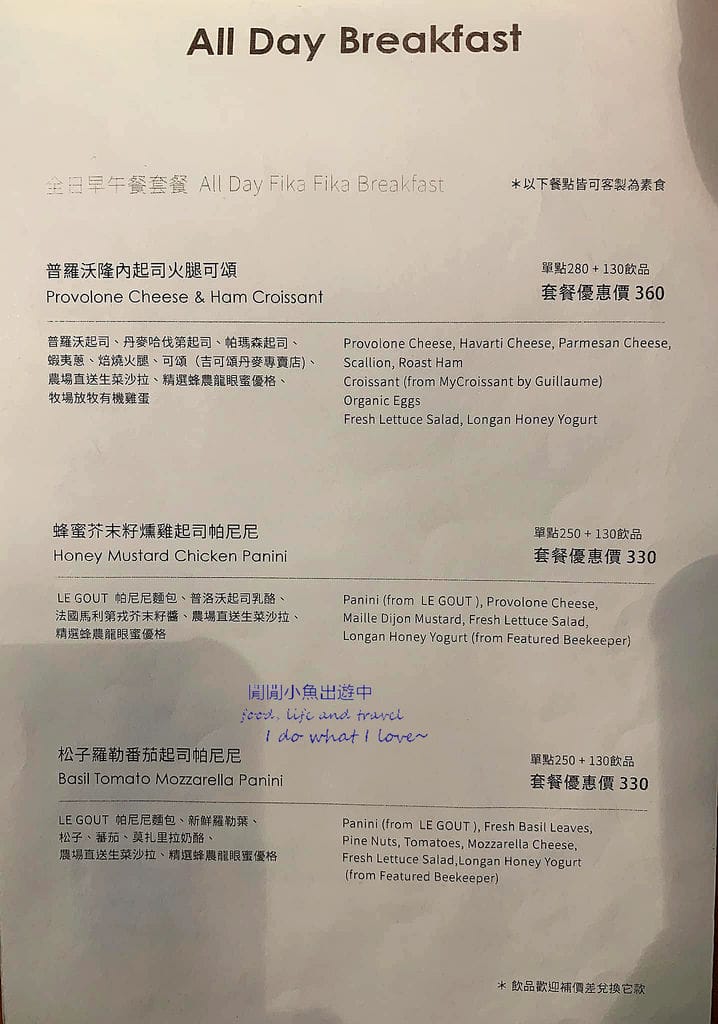 All Day Breakfast
全日早午餐套餐 All Day Fika Fika Breakfast
＊以下餐點皆可客製為素食
普羅沃隆內起司火腿可頌
單點280 + 130飲品
Provolone Cheese & Ham Croissant
套餐優惠價 360
普羅沃起司、丹麥哈伐第起司、帕瑪森起司、
蝦夷蔥、焙燒火腿、可頌（吉可頌丹麥專賣店）、
農場直送生菜沙拉、精選蜂農龍眼蜜優格、
牧場放牧有機雞蛋
Provolone Cheese, Havarti Cheese, Parmesan Cheese,
Scallion, Roast Ham
Croissant (from MyCroissant by Guillaume)
Organic Eggs
Fresh Lettuce Salad, Longan Honey Yogurt
蜂蜜芥末籽燻雞起司帕尼尼
單點250 + 130飲品
Honey Mustard Chicken Panini
套餐優惠價 330
LE GOUT 帕尼尼麵包、普洛沃起司乳酪、
法國馬利第戎芥末籽醬、農場直送生菜沙拉、
精選蜂農龍眼蜜優格
Panini (from LE GOUT ), Provolone Cheese,
Maille Dijon Mustard, Fresh Lettuce Salad,
Longan Honey Yogurt (from Featured Beekeeper)
閒閒小魚出遊中
food, life and travel
I do what I love~
松子羅勒番茄起司帕尼尼
單點250 + 130飲品
Basil Tomato Mozzarella Panini
套餐優惠價 330
LE GOUT 帕尼尼麵包、新鮮羅勒葉、
松子、蕃茄、莫扎里拉奶酪、
農場直送生菜沙拉、精選蜂農龍眼蜜優格
Panini (from LE GOUT ), Fresh Basil Leaves,
Pine Nuts, Tomatoes, Mozzarella Cheese,
Fresh Lettuce Salad,Longan Honey Yogurt
(from Featured Beekeeper)
＊ 飲品歡迎補價差兌換它款